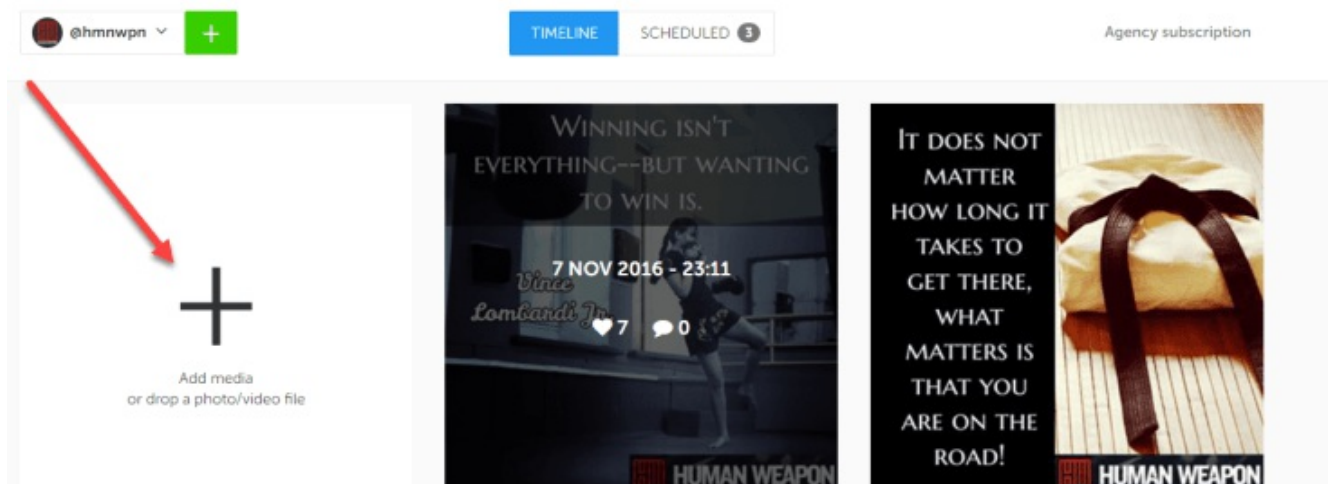 @hmnwpn
TIMELINE
SCHEDULED 3
Agency subscription
Add media
or drop a photo/video file
WINNING ISN'T
EVERYTHING--BUT WANTING
TO WIN IS.
7 NOV 2016 - 23:11
Vince
Lombardi Jr.
7 0
HUMAN WEAPON
IT DOES NOT
MATTER
HOW LONG IT
TAKES TO
GET THERE,
WHAT
MATTERS IS
THAT YOU
ARE ON THE
ROAD!
HUMAN WEAPON